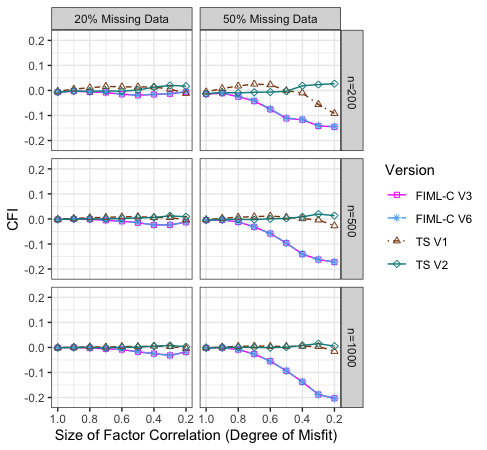 20% Missing Data
50% Missing Data
0.2
0.1
0.0
-0.1
-0.2
n=200
0.2
0.1
0.0
-0.1
-0.2
n=500
0.2
0.1
0.0
-0.1
-0.2
n=1000
CFI
1.0 0.8 0.6 0.4 0.2
1.0 0.8 0.6 0.4 0.2
Size of Factor Correlation (Degree of Misfit)
Version
FIML-C V3
FIML-C V6
TS V1
TS V2